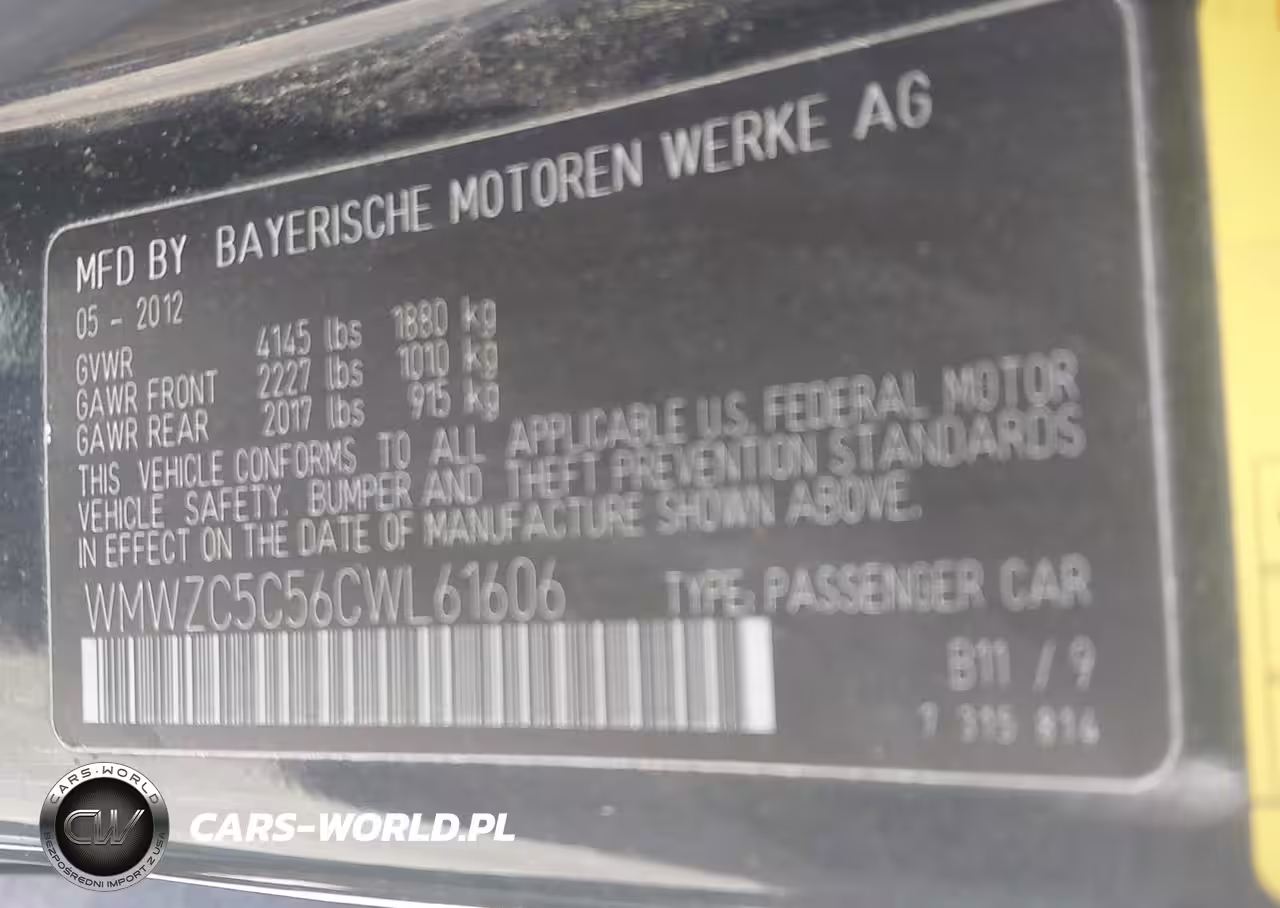 MFD BY BAYERISCHE MOTOREN WERKE AG
05 - 2012
GVWR 4145 lbs 1880 kg
GAWR FRONT 2227 lbs 1010 kg
GAWR REAR 2017 lbs 915 kg
THIS VEHICLE CONFORMS TO ALL APPLICABLE U.S. FEDERAL MOTOR
VEHICLE SAFETY, BUMPER AND THEFT PREVENTION STANDARDS
IN EFFECT ON THE DATE OF MANUFACTURE SHOWN ABOVE.
WMWZC5C56CWL61606 TYPE: PASSENGER CAR
B11 / 9
7 315 814
CARS-WORLD
CW
BEZPOŚREDNI IMPORT Z USA
CARS-WORLD.PL